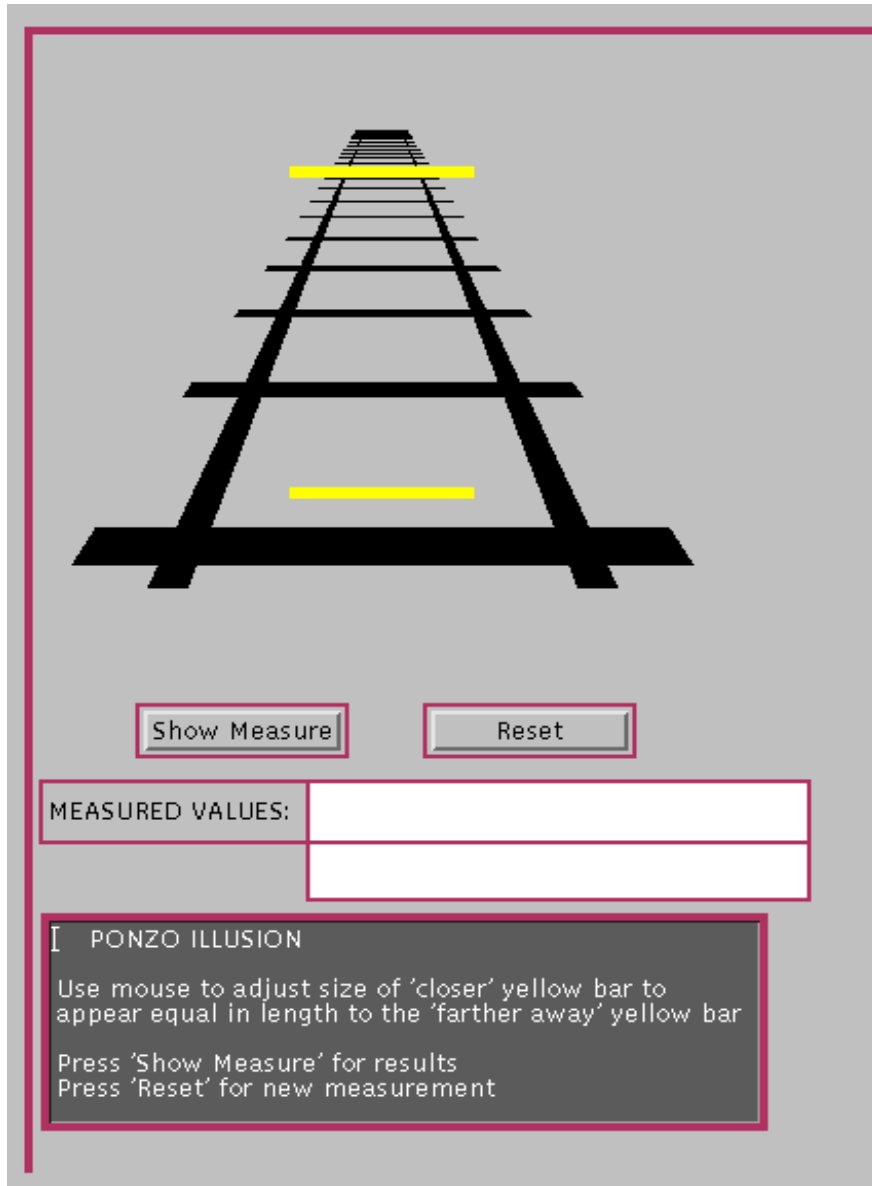 Show Measure
Reset
MEASURED VALUES:
[ PONZO ILLUSION
Use mouse to adjust size of 'closer' yellow bar to
appear equal in length to the 'farther away' yellow bar
Press 'Show Measure' for results
Press 'Reset' for new measurement